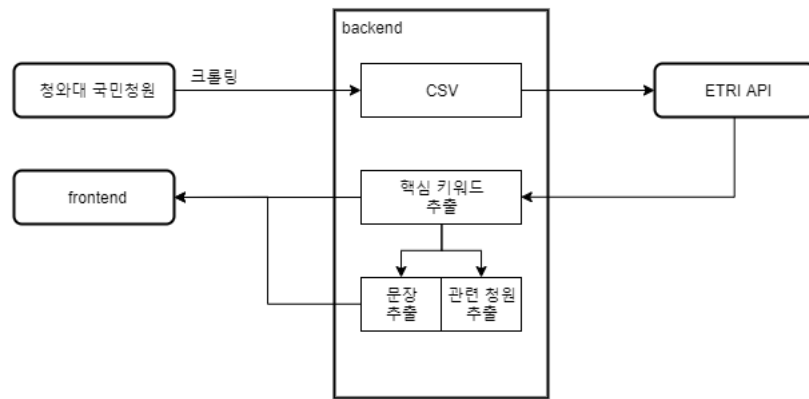 backend
청와대 국민청원
크롤링
CSV
ETRI API
frontend
핵심 키워드
추출
문장
추출
관련 청원
추출